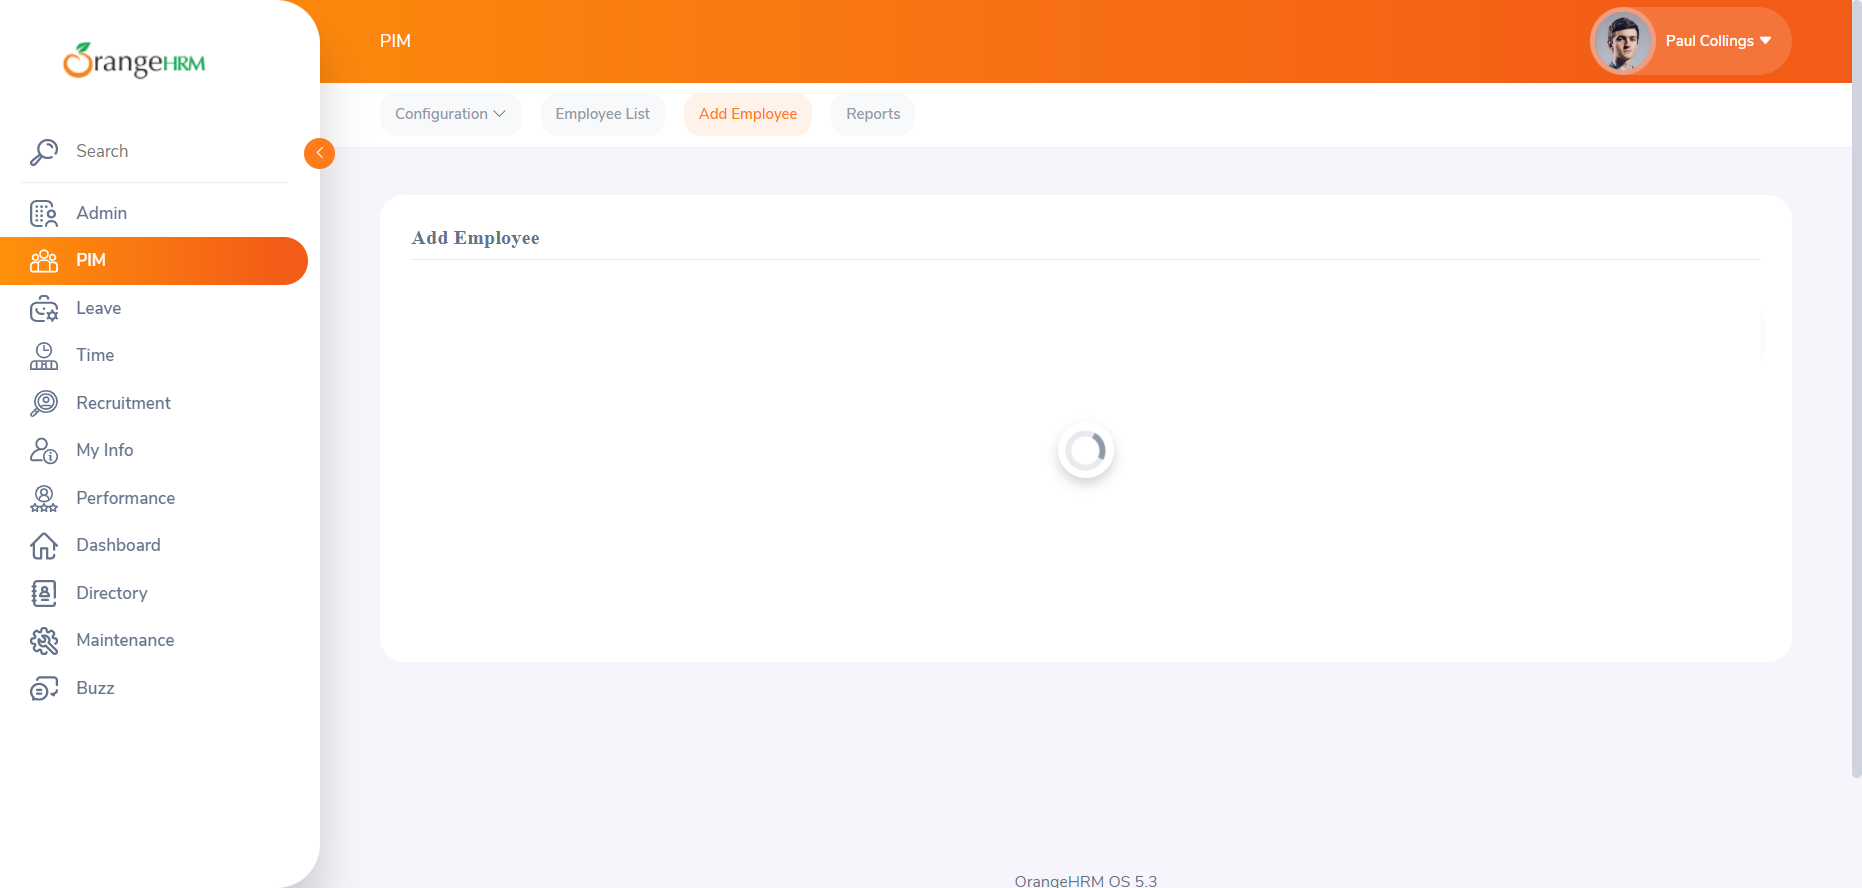 OrangeHRM
Search
Admin
PIM
Leave
Time
Recruitment
My Info
Performance
Dashboard
Directory
Maintenance
Buzz
PIM
Paul Collings
Configuration
Employee List
Add Employee
Reports
Add Employee
OrangeHRM OS 5.3